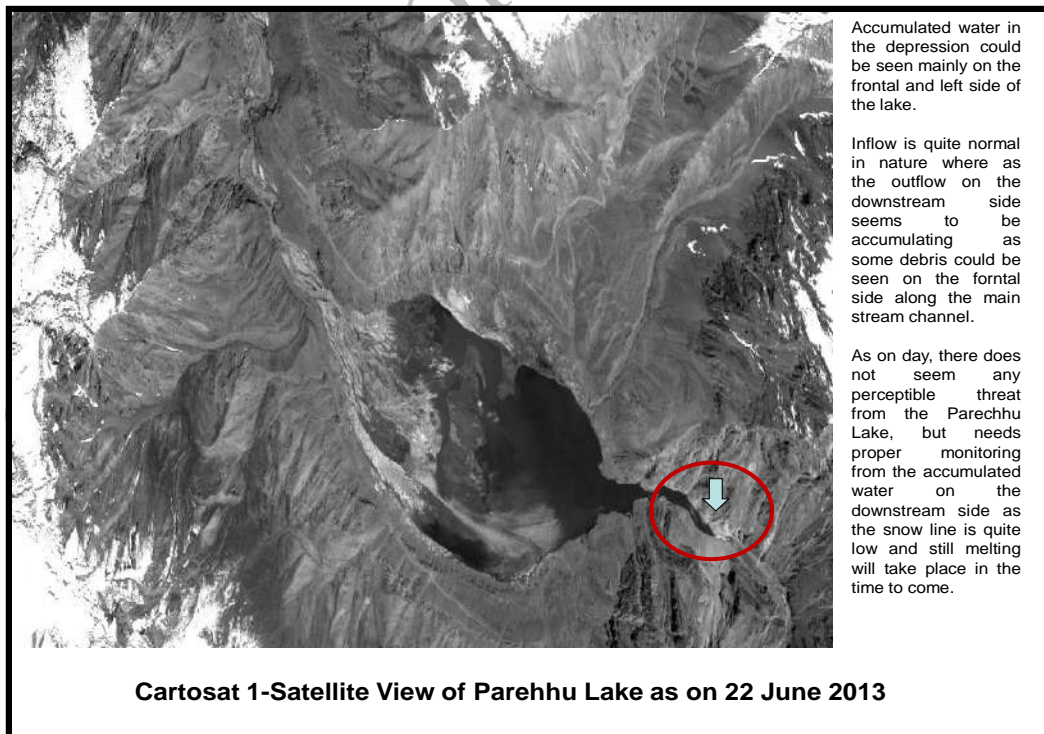 Accumulated water in
the depression could
be seen mainly on the
frontal and left side of
the lake.
Inflow is quite normal
in nature where as
the outflow on the
downstream side
seems to be
accumulating as
some debris could be
seen on the forntal
side along the main
stream channel.
As on day, there does
not seem any
perceptible threat
from the Parechhu
Lake, but needs
proper monitoring
from the accumulated
water on the
downstream side as
the snow line is quite
low and still melting
will take place in the
time to come.
Cartosat 1-Satellite View of Parehhu Lake as on 22 June 2013